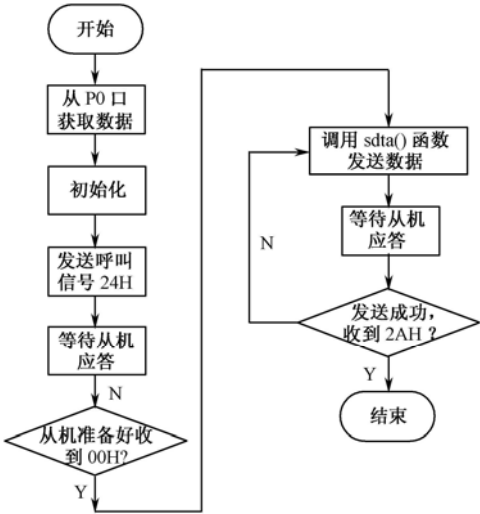 开始
从 P0 口
获取数据
初始化
发送呼叫
信号 24H
等待从机
应答
N
从机准备好收
到 00H?
Y
调用 sdta() 函数
发送数据
等待从机
应答
N
发送成功，
收到 2AH？
Y
结束